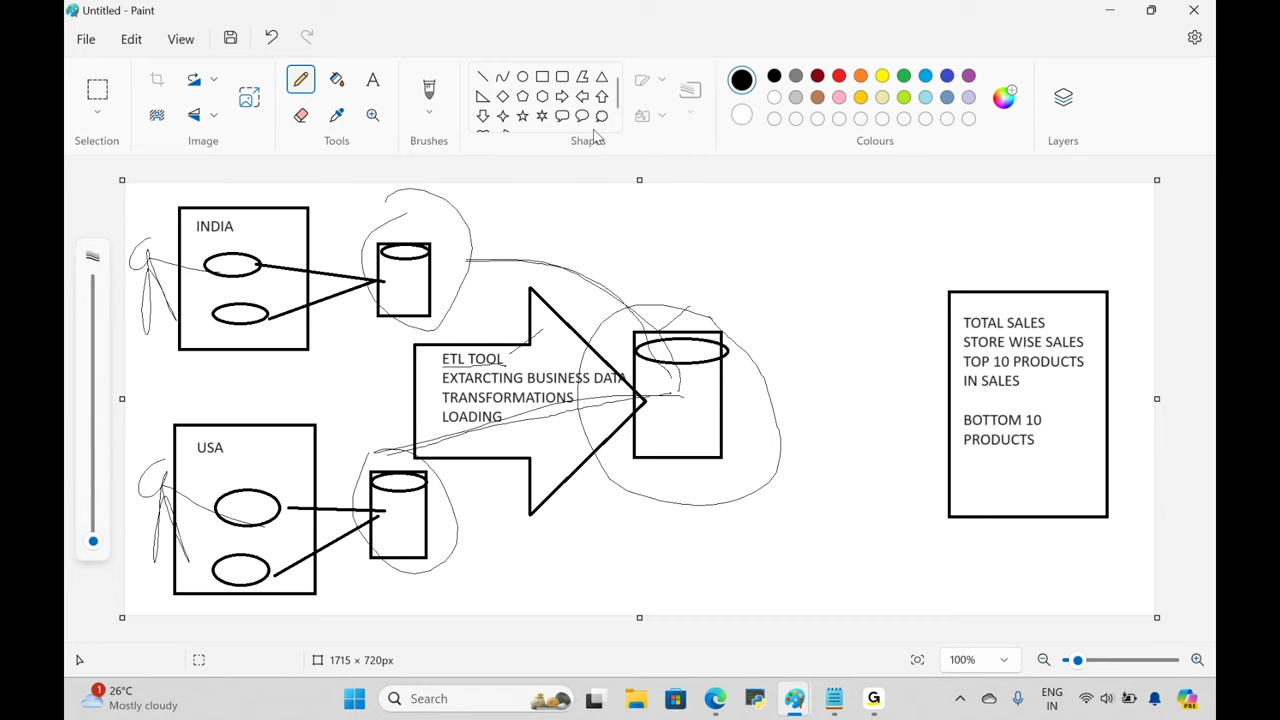 Untitled - Paint
File
Edit
View
Selection
Image
Tools
Brushes
Shapes
Colours
Layers
INDIA
ETL TOOL
EXTARCTING BUSINESS DATA
TRANSFORMATIONS
LOADING
USA
TOTAL SALES
STORE WISE SALES
TOP 10 PRODUCTS
IN SALES
BOTTOM 10
PRODUCTS
1715 × 720px
100%
1
26°C
Mostly cloudy
Search
G
ENG
IN
PRE